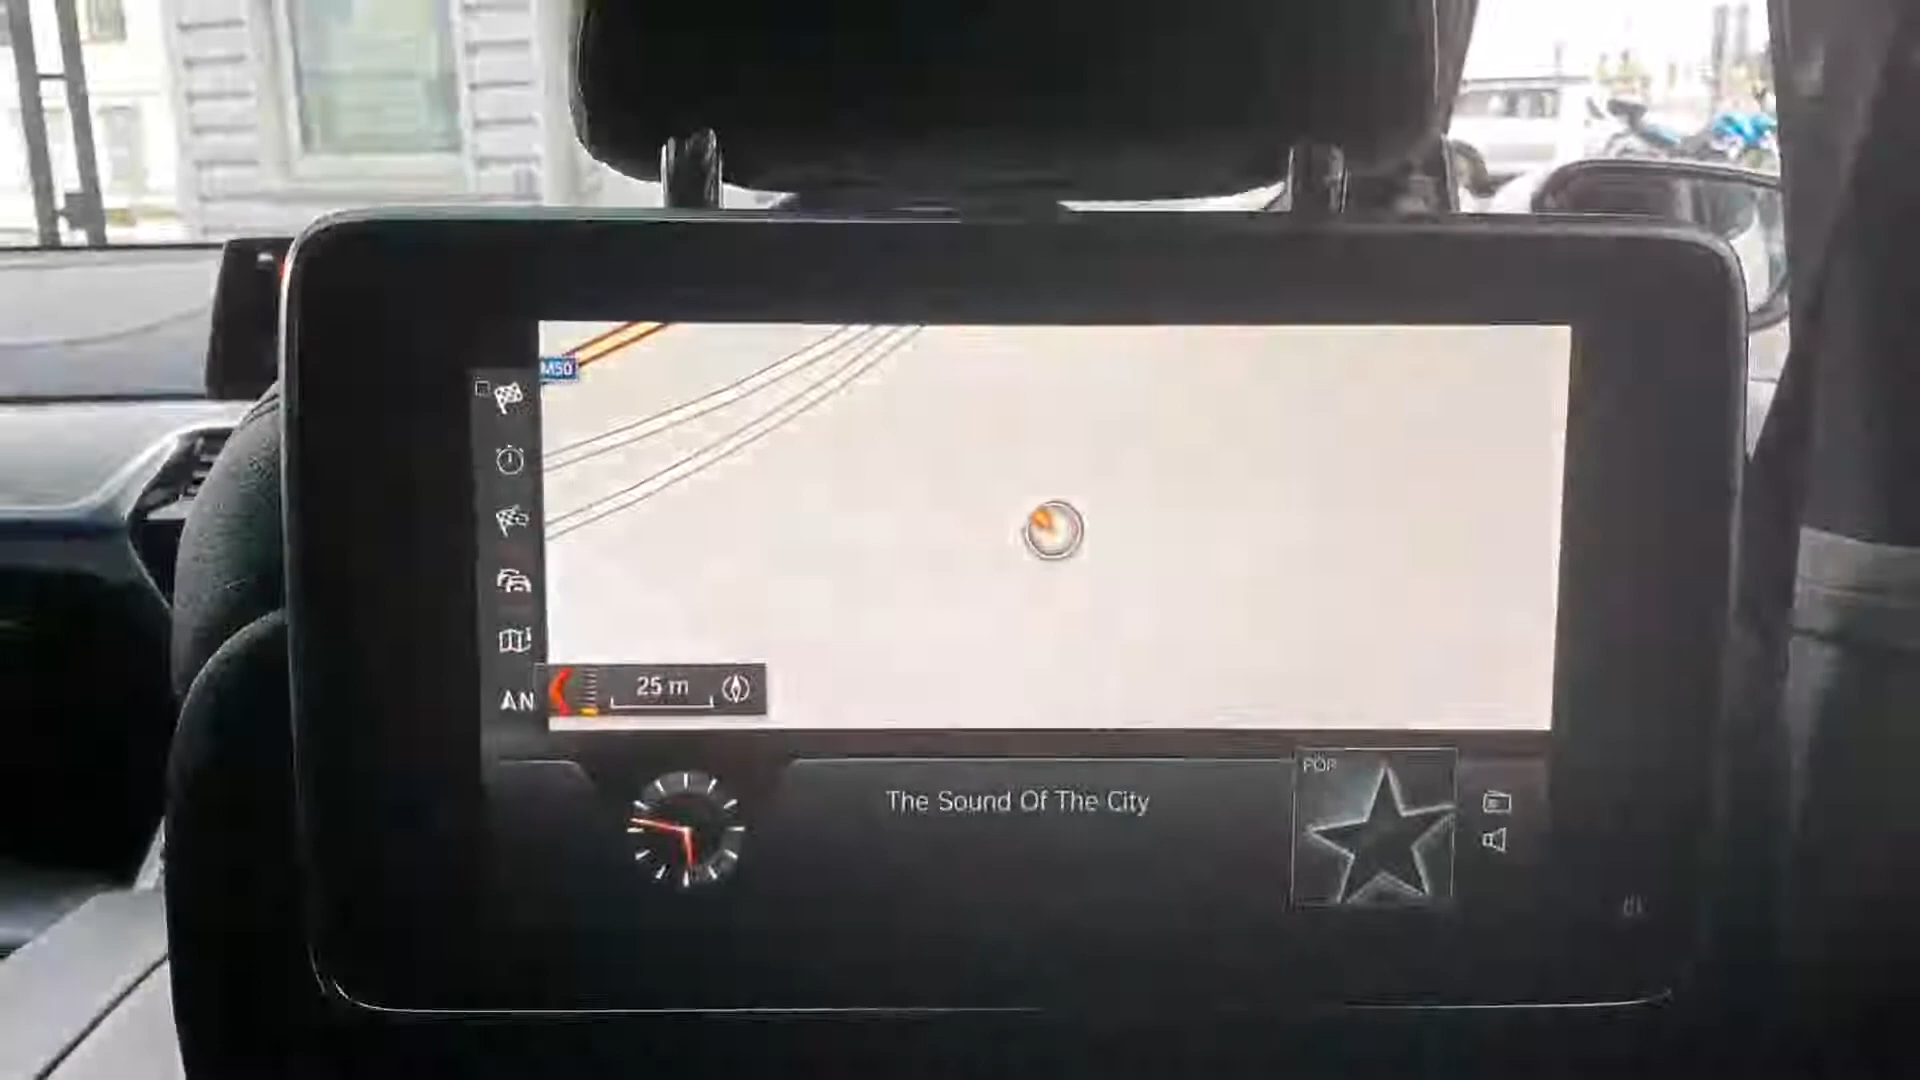 M50
AN
25 m
The Sound Of The City
POP